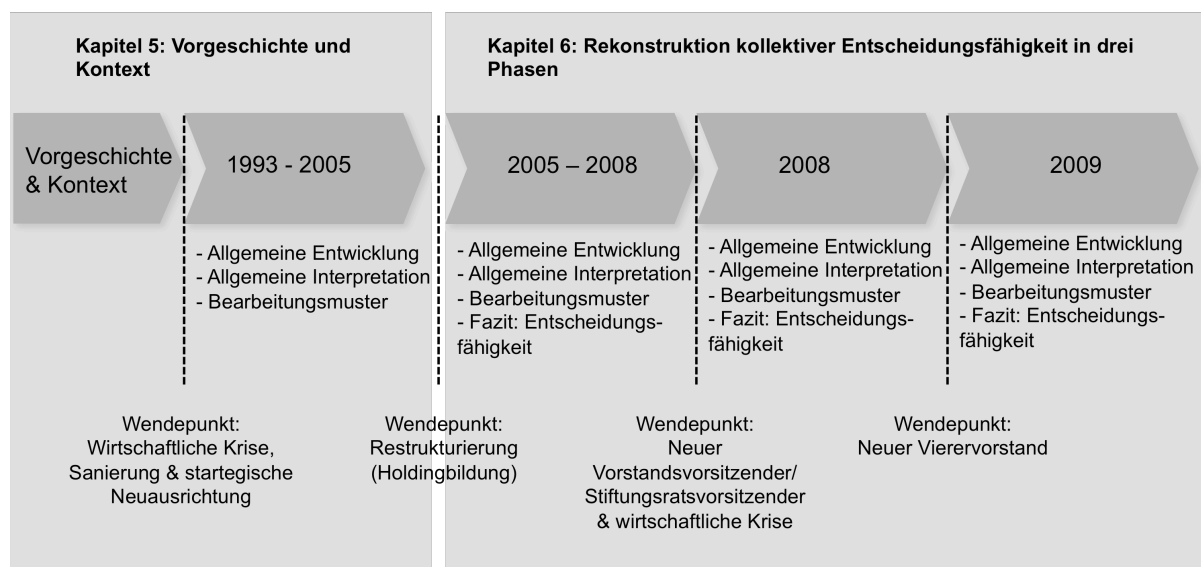 Kapitel 5: Vorgeschichte und
Kontext
Kapitel 6: Rekonstruktion kollektiver Entscheidungsfähigkeit in drei
Phasen
Vorgeschichte
& Kontext
1993 - 2005
2005 – 2008
2008
2009
- Allgemeine Entwicklung
- Allgemeine Interpretation
- Bearbeitungsmuster
- Allgemeine Entwicklung
- Allgemeine Interpretation
- Bearbeitungsmuster
- Fazit: Entscheidungs-
fähigkeit
- Allgemeine Entwicklung
- Allgemeine Interpretation
- Bearbeitungsmuster
- Fazit: Entscheidungs-
fähigkeit
- Allgemeine Entwicklung
- Allgemeine Interpretation
- Bearbeitungsmuster
- Fazit: Entscheidungs-
fähigkeit
Wendepunkt:
Wirtschaftliche Krise,
Sanierung & startegische
Neuausrichtung
Wendepunkt:
Restrukturierung
(Holdingbildung)
Wendepunkt:
Neuer
Vorstandsvorsitzender/
Stiftungsratsvorsitzender
& wirtschaftliche Krise
Wendepunkt:
Neuer Vierervorstand